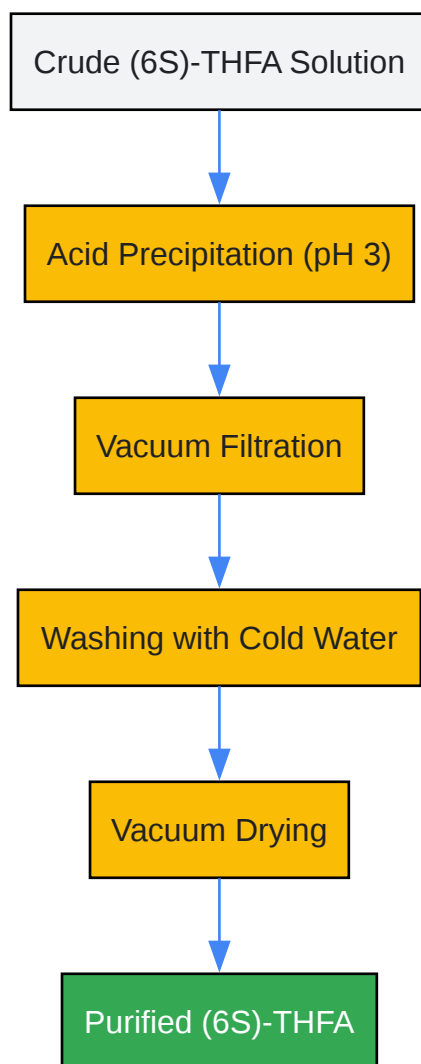 Crude (6S)-THFA Solution
Acid Precipitation (pH 3)
Vacuum Filtration
Washing with Cold Water
Vacuum Drying
Purified (6S)-THFA